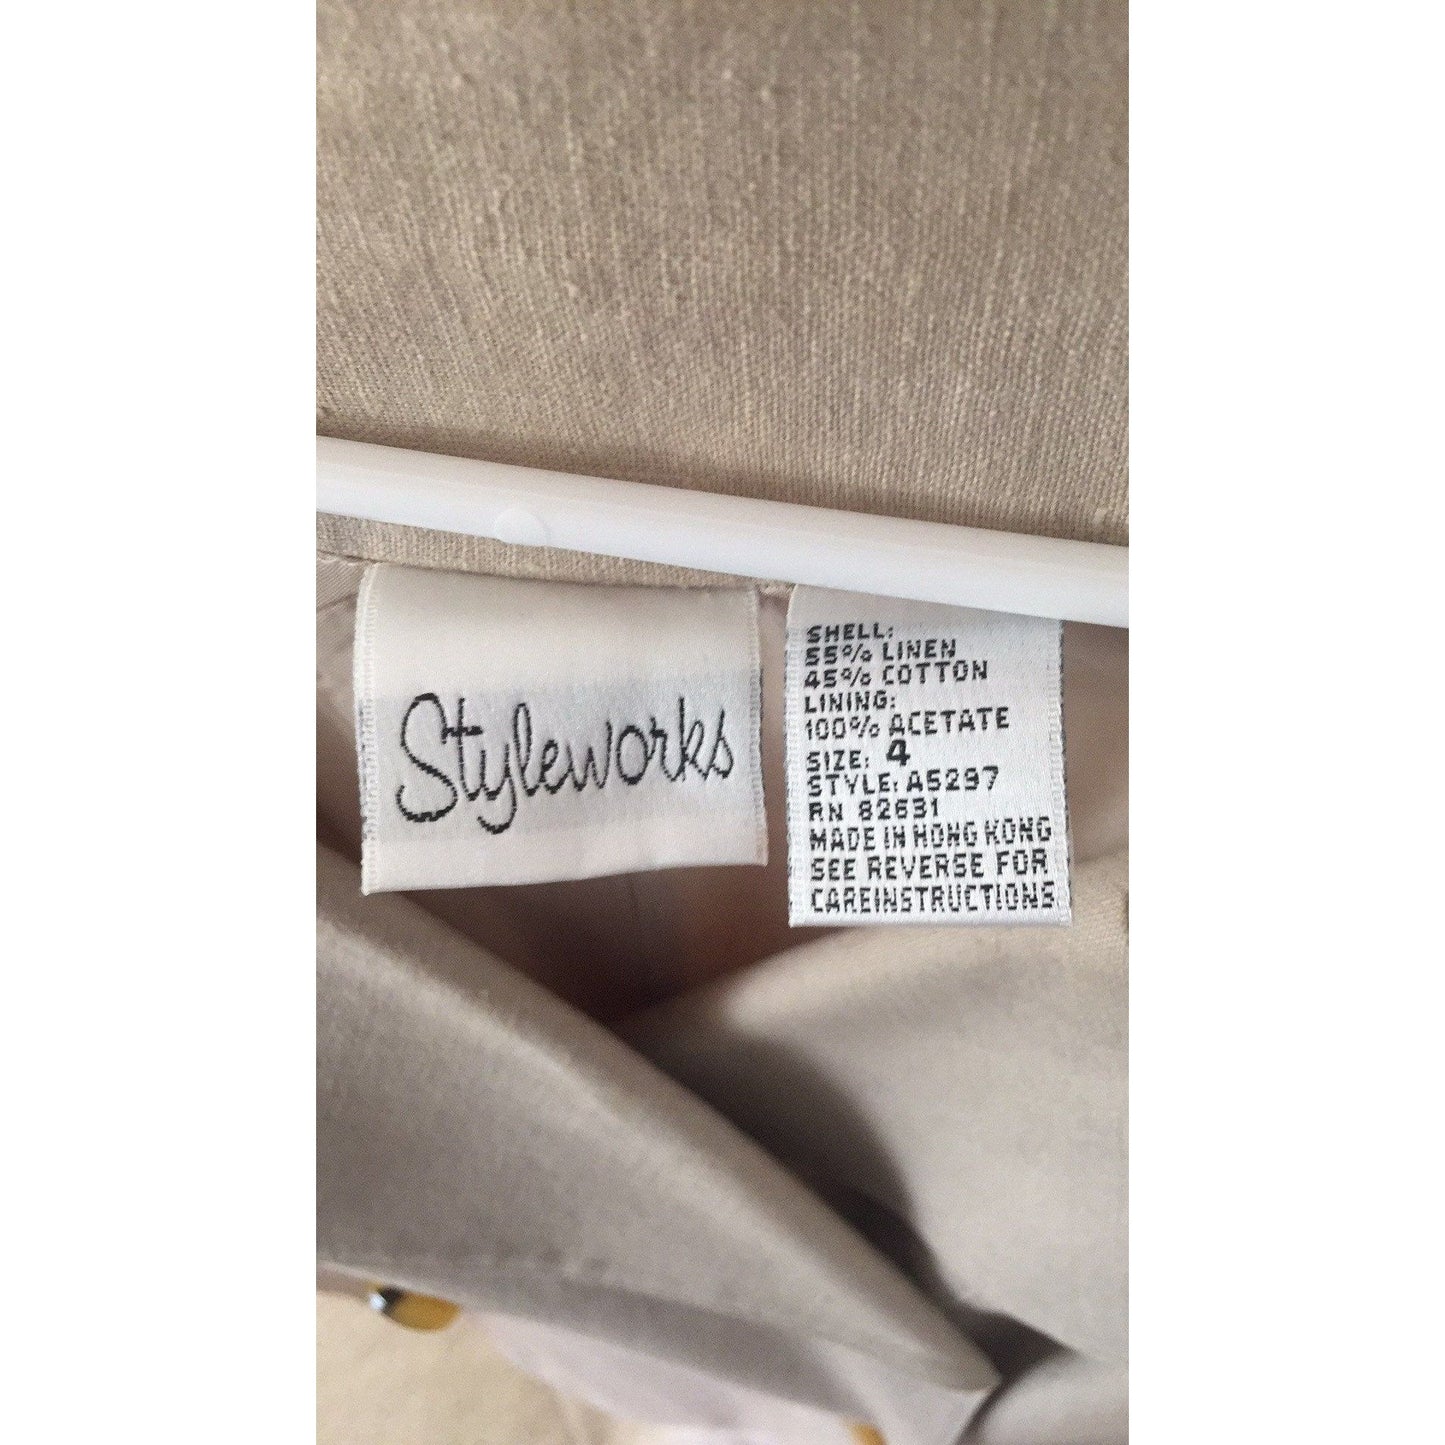 Styleworks
SHELL:
55% LINEN
45% COTTON
LINING:
100% ACETATE
SIZE: 4
STYLE: A5297
RN 82631
MADE IN HONG KONG
SEE REVERSE FOR
CAREINSTRUCTIONS